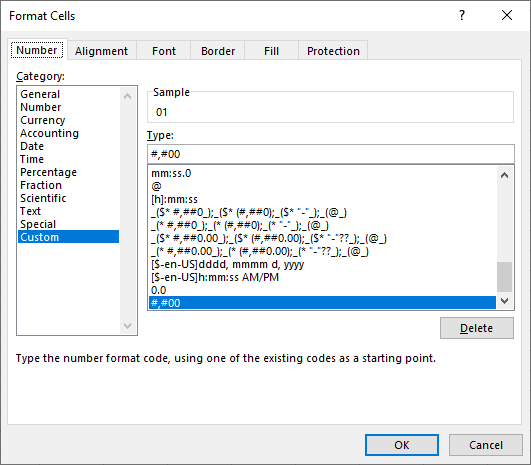 Format Cells
?
Number Alignment Font Border Fill Protection
Category:
General
Number
Currency
Accounting
Date
Time
Percentage
Fraction
Scientific
Text
Special
Custom
Sample
01
Type:
#,#00
mm:ss.0
@
[h]:mm:ss
_($* #,##0_);_($* (#,##0);_($* "-"_);_(@_)
_(* #,##0_);_(* (#,##0);_(* "-"_);_(@_)
_($* #,##0.00_);_($* (#,##0.00);_($* "-"??_);_(@_)
_(* #,##0.00_);_(* (#,##0.00);_(* "-"??_);_(@_)
[$-en-US]dddd, mmmm d, yyyy
[$-en-US]h:mm:ss AM/PM
0.0
#,#00
Delete
Type the number format code, using one of the existing codes as a starting point.
OK Cancel